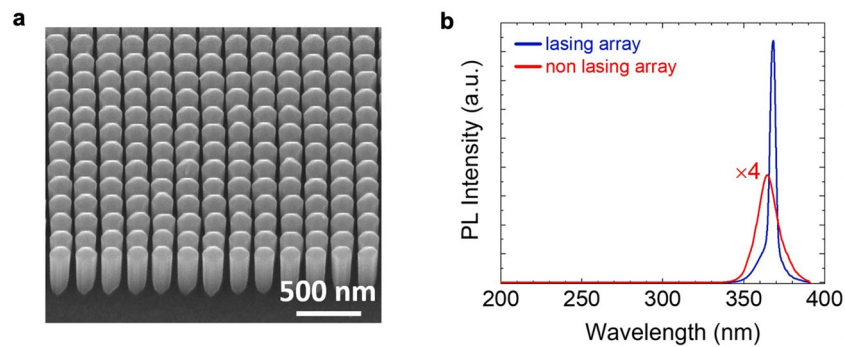 a
500 nm
b
lasing array
non lasing array
×4
PL Intensity (a.u.)
200 250 300 350 400
Wavelength (nm)